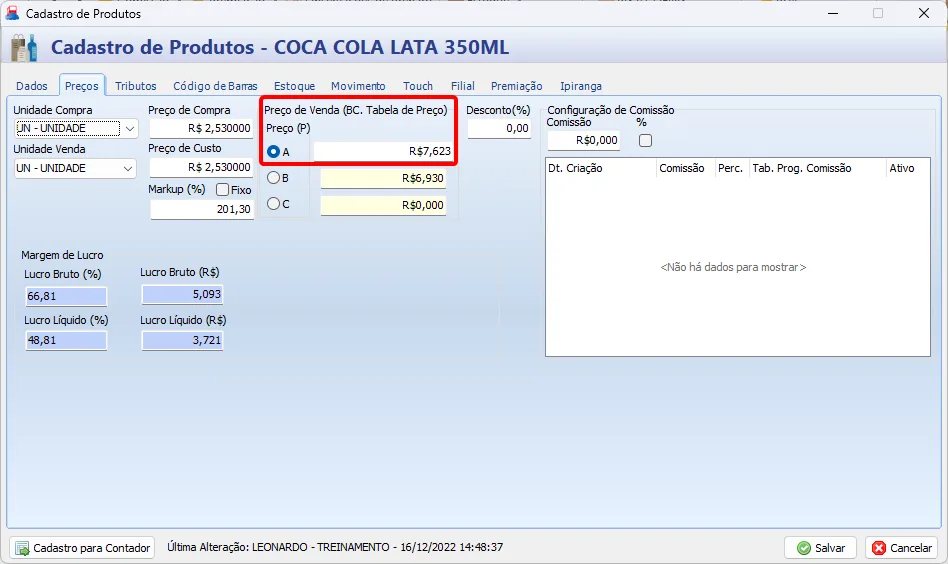 Cadastro de Produtos
Cadastro de Produtos - COCA COLA LATA 350ML
Dados Preços Tributos Código de Barras Estoque Movimento Touch Filial Premiação Ipiranga
Unidade Compra
UN - UNIDADE
Unidade Venda
UN - UNIDADE
Preço de Compra
R$ 2,530000
Preço de Custo
R$ 2,530000
Markup (%) Fixo
201,30
Preço de Venda (BC. Tabela de Preço)
Preço (P)
A R$7,623
B R$6,930
C R$0,000
Desconto(%)
0,00
Configuração de Comissão
Comissão %
R$0,000
Dt. Criação Comissão Perc. Tab. Prog. Comissão Ativo
<Não há dados para mostrar>
Margem de Lucro
Lucro Bruto (%) Lucro Bruto (R$)
66,81 5,093
Lucro Líquido (%) Lucro Líquido (R$)
48,81 3,721
Cadastro para Contador Última Alteração: LEONARDO - TREINAMENTO - 16/12/2022 14:48:37 Salvar Cancelar